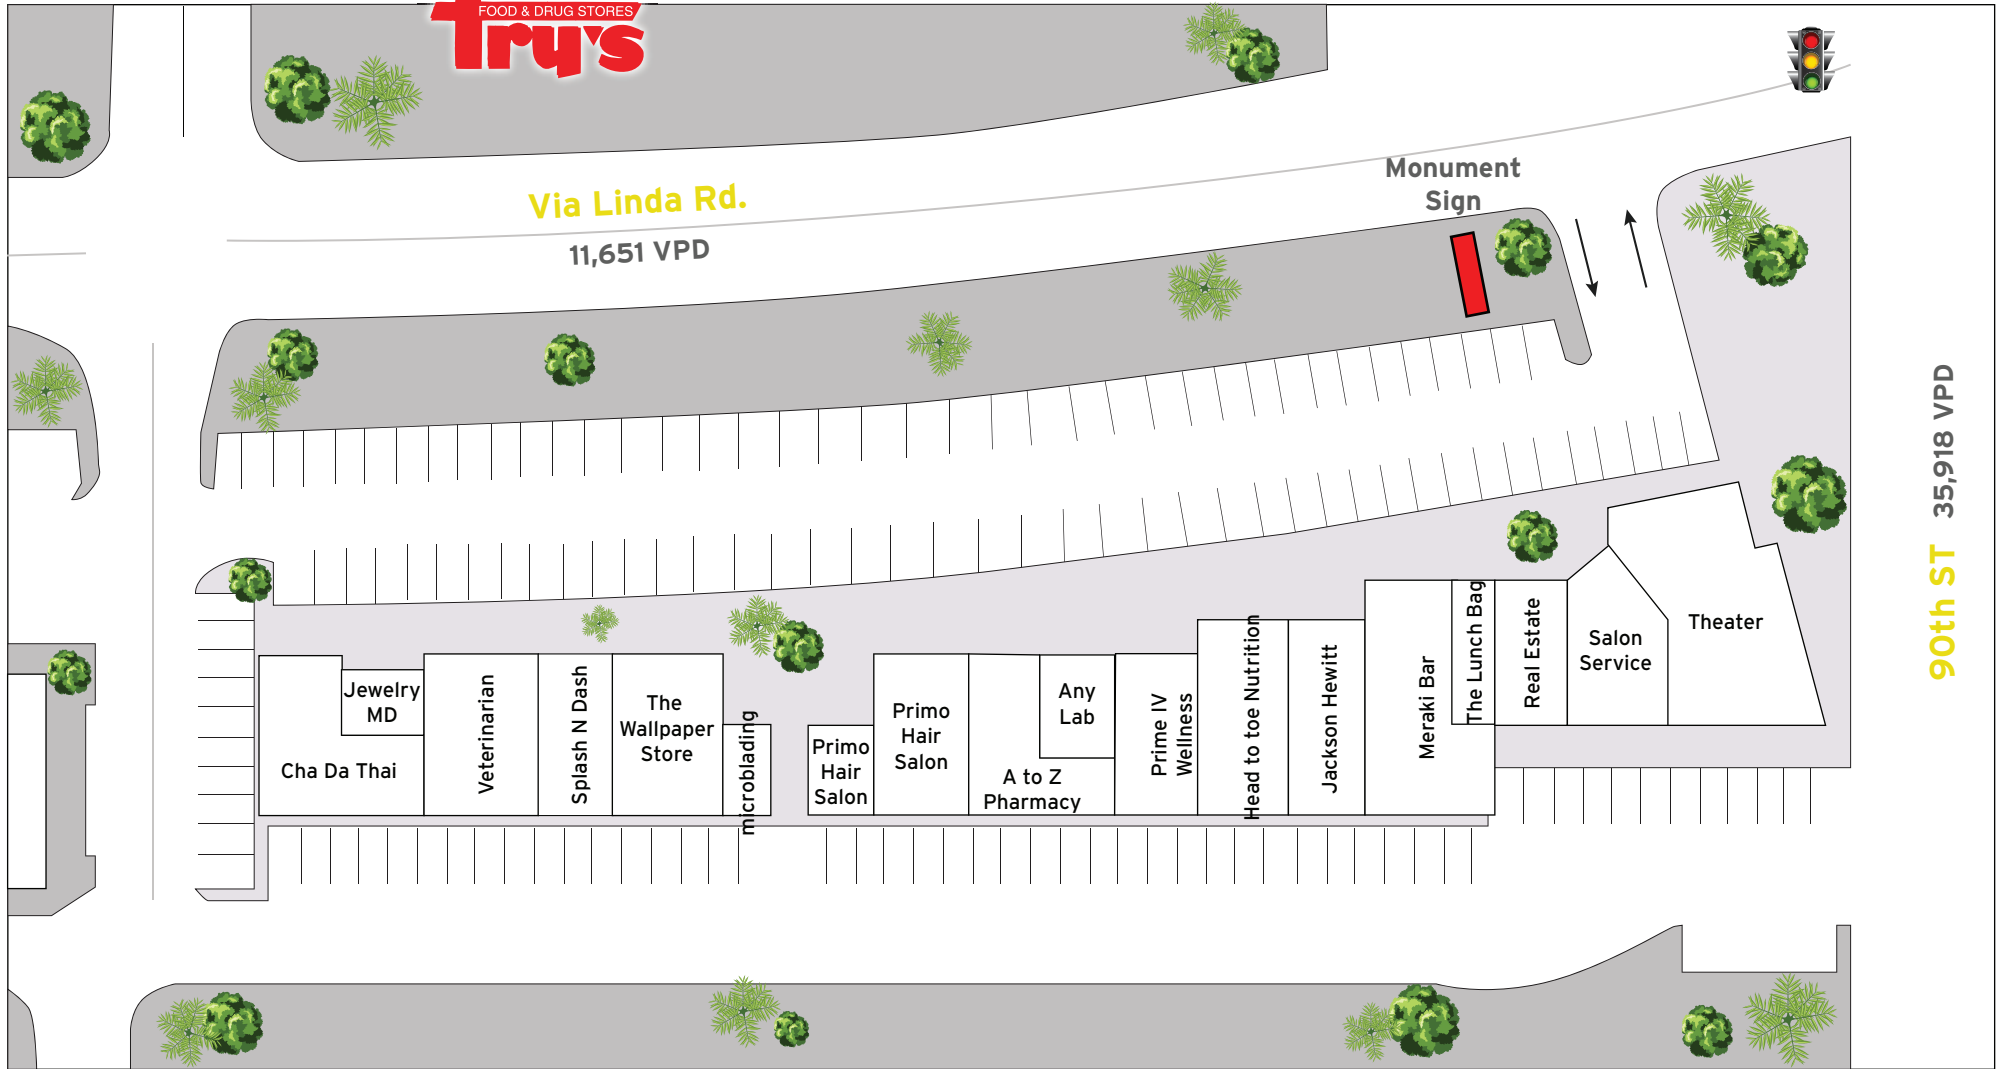 FOOD & DRUG STORES
fry's
Via Linda Rd.
11,651 VPD
Monument
Sign
90th ST 35,918 VPD
Jewelry
MD
Cha Da Thai
Veterinarian
Splash N Dash
The
Wallpaper
Store
microblading
Primo
Hair
Salon
Primo
Hair
Salon
Any
Lab
A to Z
Pharmacy
Prime IV
Wellness
Head to toe Nutrition
Jackson Hewitt
Meraki Bar
The Lunch Bag
Real Estate
Salon
Service
Theater